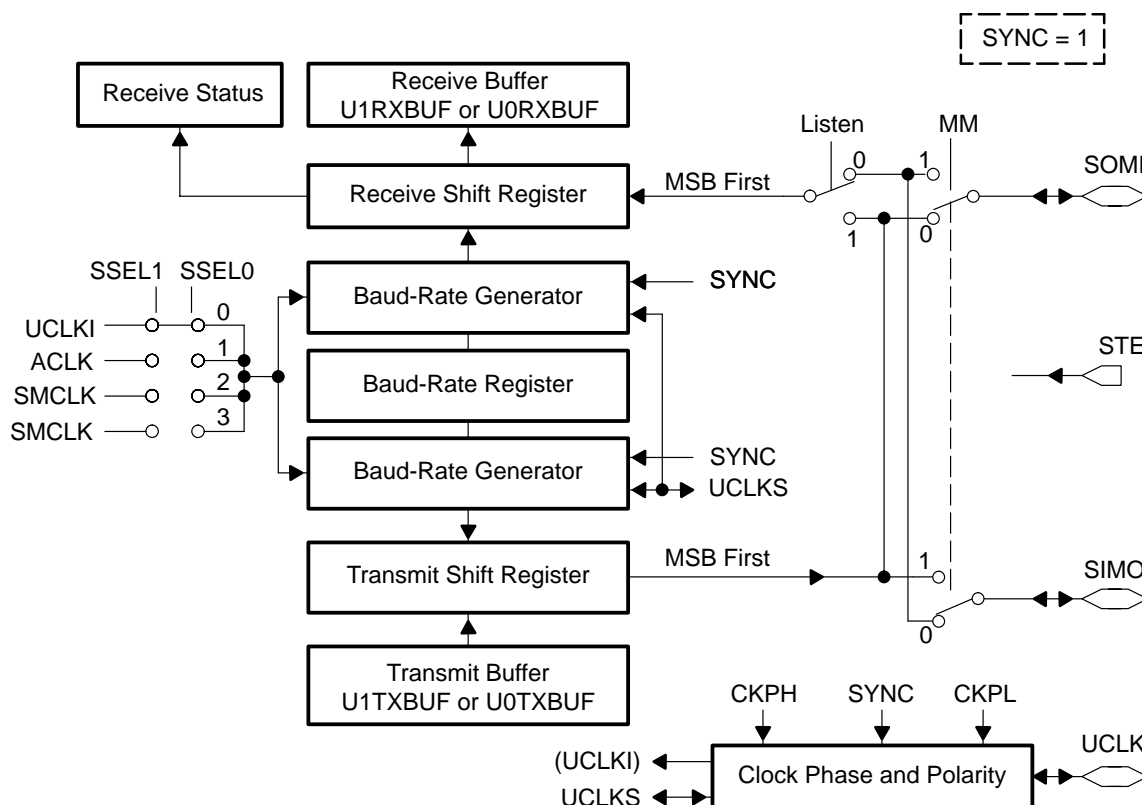 SYNC = 1
Receive Status
Receive Buffer
U1RXBUF or U0RXBUF
Listen
MM
0
1
SOMI
Receive Shift Register
MSB First
1
0
SSEL1
SSEL0
Baud-Rate Generator
SYNC
UCLKI
0
ACLK
1
STE
SMCLK
2
Baud-Rate Register
SMCLK
3
Baud-Rate Generator
SYNC
UCLKS
Transmit Shift Register
MSB First
1
SIMO
0
Transmit Buffer
U1TXBUF or U0TXBUF
CKPH
SYNC
CKPL
UCLK
(UCLKI)
Clock Phase and Polarity
UCLKS